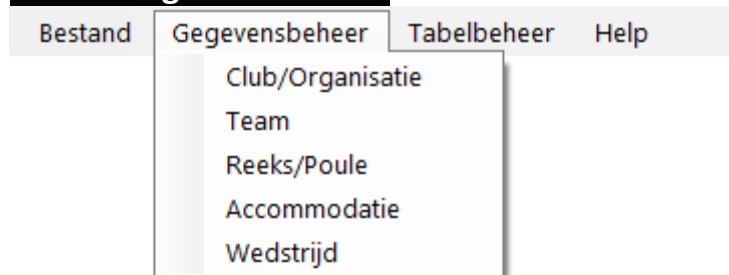 Bestand Gegevensbeheer Tabelbeheer Help
Club/Organisatie
Team
Reeks/Poule
Accommodatie
Wedstrijd